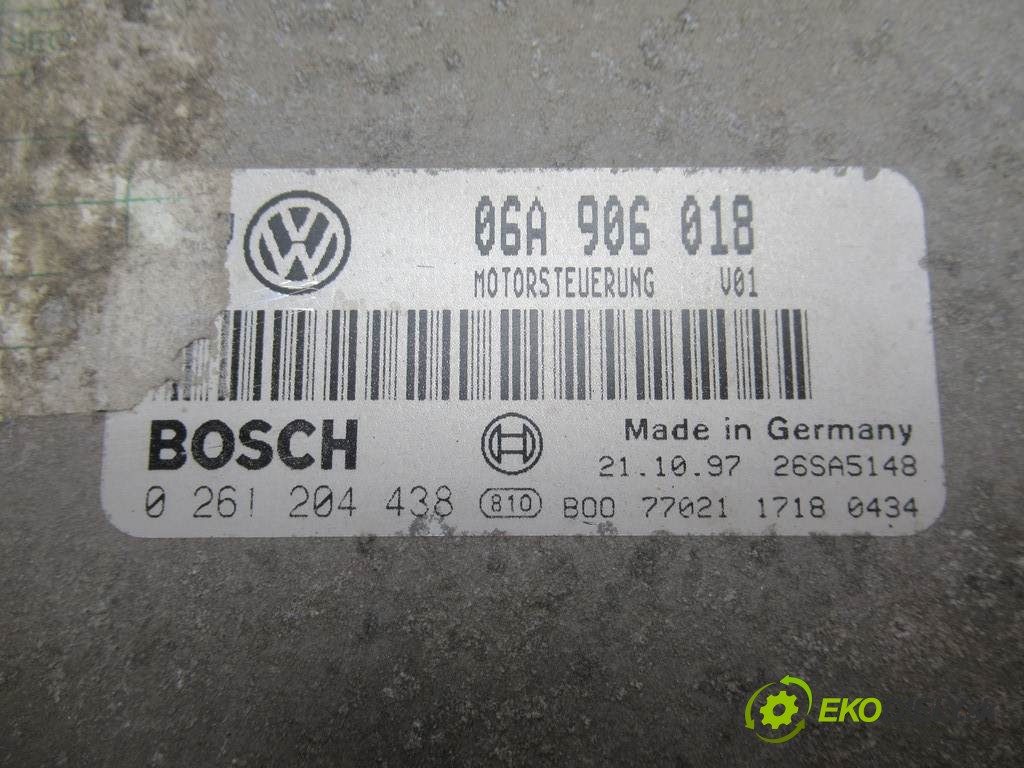 06A 906 018
MOTORSTEUERUNG V01
BOSCH
Made in Germany
21.10.97 26SA5148
0 261 204 438 810 B00 77021 1718 0434
EKO